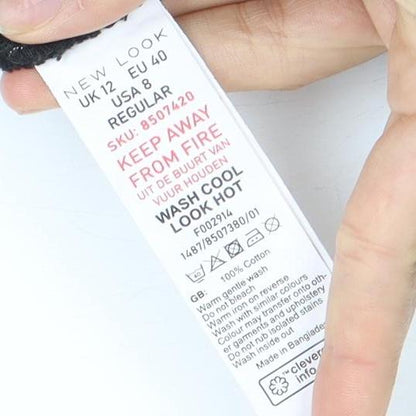 NEW LOOK
UK 12 EU 40
USA 8
REGULAR
SKU: 8507420
KEEP AWAY
FROM FIRE
UIT DE BUURT VAN
VUUR HOUDEN
WASH COOL
LOOK HOT
F002914
1487/8507380/01
40
GB: 100% Cotton
Warm gentle wash
Do not bleach
Warm iron on reverse
Wash with similar colours
Colour may transfer onto oth
er garments and upholstery
Do not rub isolated stains
Wash inside out
Made in Banglades
™ clever
info